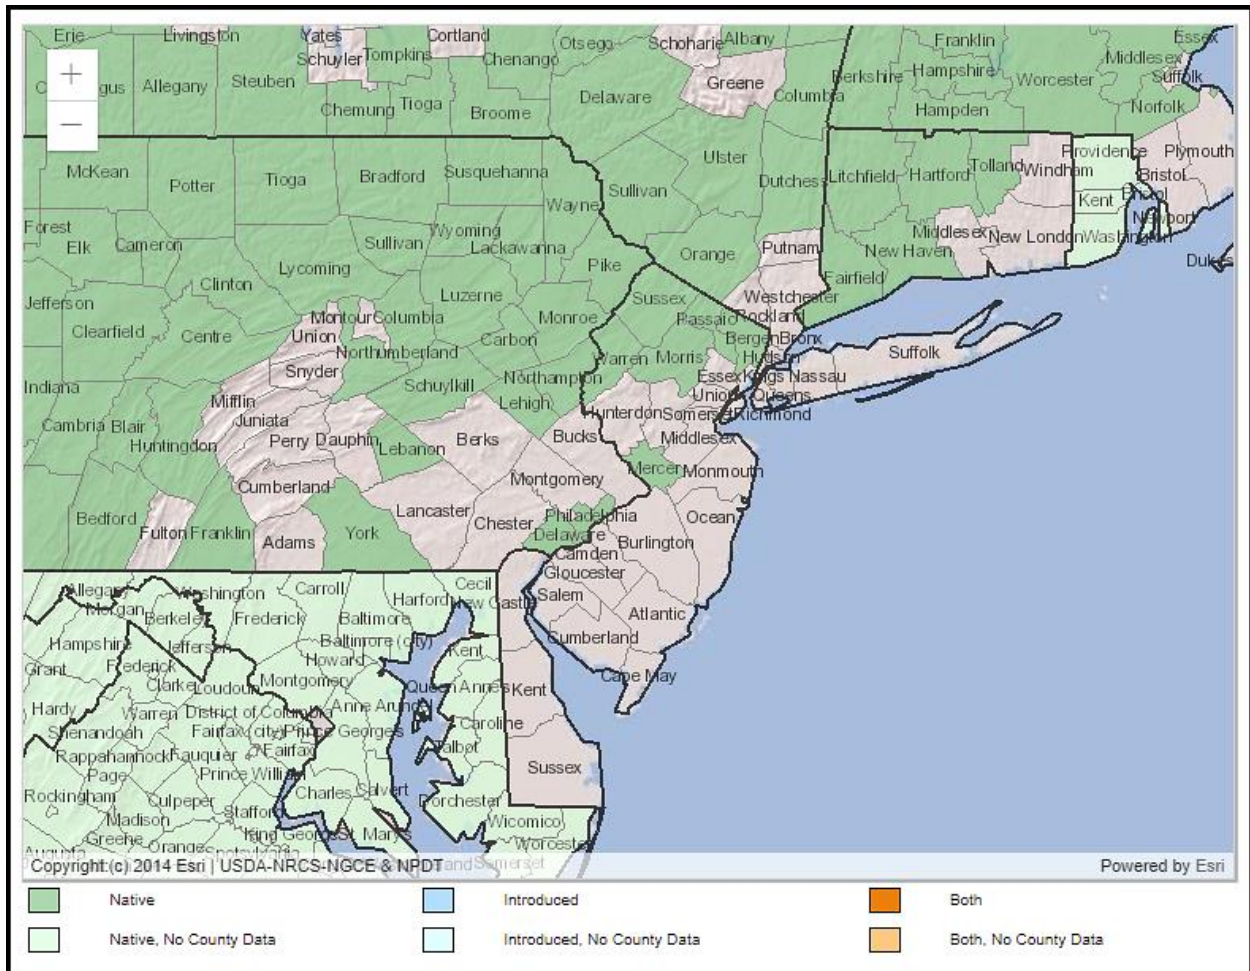 Erie Livingston Yates Cortland Otsego Schoharie Albany Franklin Essex
+ Schuyler Tompkins Chenango Middlesex
gus Allegany Steuben Greene Berkshire Hampshire Worcester Suffolk
Chemung Tioga Broome Delaware Columbia Hampden Norfolk
−
McKean Potter Tioga Bradford Susquehanna Ulster Tolland Windham Providence Plymouth
Wayne Sullivan Dutchess Litchfield Hartford Kent Bristol
Bristol
Forest Wyoming Middlesex Newport
Elk Cameron Sullivan Lackawanna Orange Putnam New Haven New London Washington
Lycoming Pike Fairfield Dukes
Clinton Luzerne Sussex Westchester
Jefferson Montour Columbia Monroe Passaic Rockland
Clearfield Centre Union Carbon Bergen Bronx
Northumberland Warren Morris Hudson Suffolk
Indiana Snyder Schuylkill Northampton Essex Kings Nassau
Mifflin Lehigh Union Queens
Cambria Blair Juniata Hunterdon Somerset Richmond
Huntingdon Perry Dauphin Lebanon Berks Bucks Middlesex
Cumberland Montgomery Mercer Monmouth
Bedford Fulton Franklin Adams York Lancaster Chester Philadelphia Ocean
Delaware Burlington
Camden
Gloucester
Allegany Washington Carroll Cecil Salem
Morgan Berkeley Frederick Baltimore Harford New Castle Atlantic
Hampshire Jefferson Baltimore (city) Cumberland
Grant Frederick Howard Kent
Clarke Loudoun Montgomery Queen Anne's Kent Cape May
Hardy Warren District of Columbia Anne Arundel Caroline
Shenandoah Fairfax (city) Prince George's
Rappahannock Fauquier Fairfax Talbot
Page Prince William Sussex
Rockingham Culpeper Charles Calvert Dorchester
Madison Stafford Wicomico
Greene Orange King George St. Mary's Worcester
Augusta Spotsylvania Somerset
Copyright:(c) 2014 Esri | USDA-NRCS-NGCE & NPDT Powered by Esri
Native Introduced Both
Native, No County Data Introduced, No County Data Both, No County Data